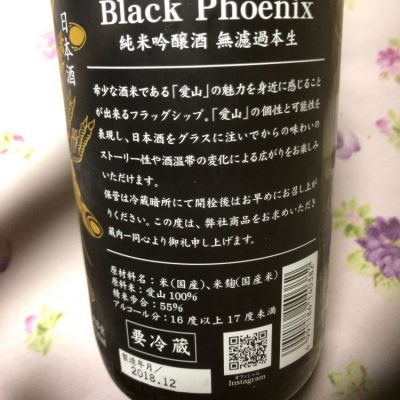 Black Phoenix
純米吟醸酒 無濾過本生
日本酒
希少な酒米である「愛山」の魅力を身近に感じること
が出来るフラッグシップ。「愛山」の個性と可能性を
表現し、日本酒をグラスに注いでからの味わいの
ストーリー性や酒温帯の変化による広がりをお楽しみ
いただけます。
保管は冷蔵暗所にて開栓後はお早めにお召し上が
りください。この度は、弊社商品をお求めいただき
蔵内一同心より御礼申し上げます。
原材料名：米(国産)、米麹(国産米)
原料米：愛山 100％
精米歩合：55％
アルコール分：16度以上17度未満
要冷蔵
製造年月/
2018.12
オフィシャル
Instagram